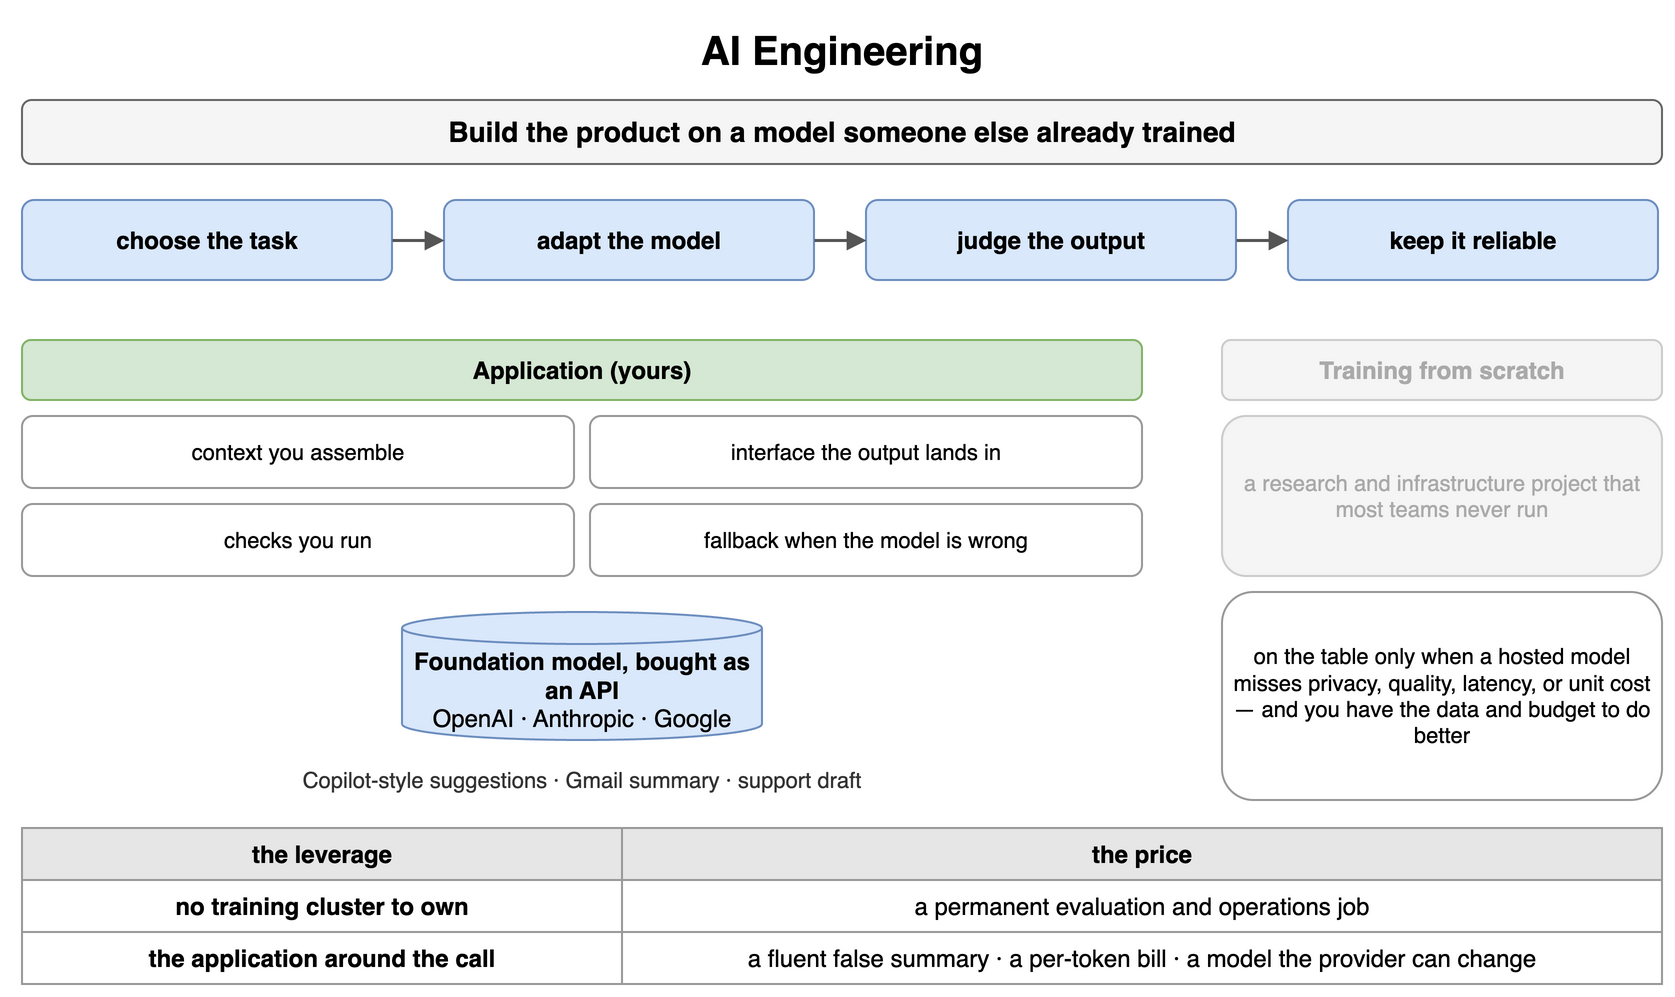 AI Engineering
Build the product on a model someone else already trained
choose the task
adapt the model
judge the output
keep it reliable
Application (yours)
context you assemble
interface the output lands in
checks you run
fallback when the model is wrong
Foundation model, bought as
an API
OpenAI · Anthropic · Google
Copilot-style suggestions · Gmail summary · support draft
Training from scratch
a research and infrastructure project that
most teams never run
on the table only when a hosted model
misses privacy, quality, latency, or unit cost
— and you have the data and budget to do
better
the leverage
the price
no training cluster to own
a permanent evaluation and operations job
the application around the call
a fluent false summary · a per-token bill · a model the provider can change